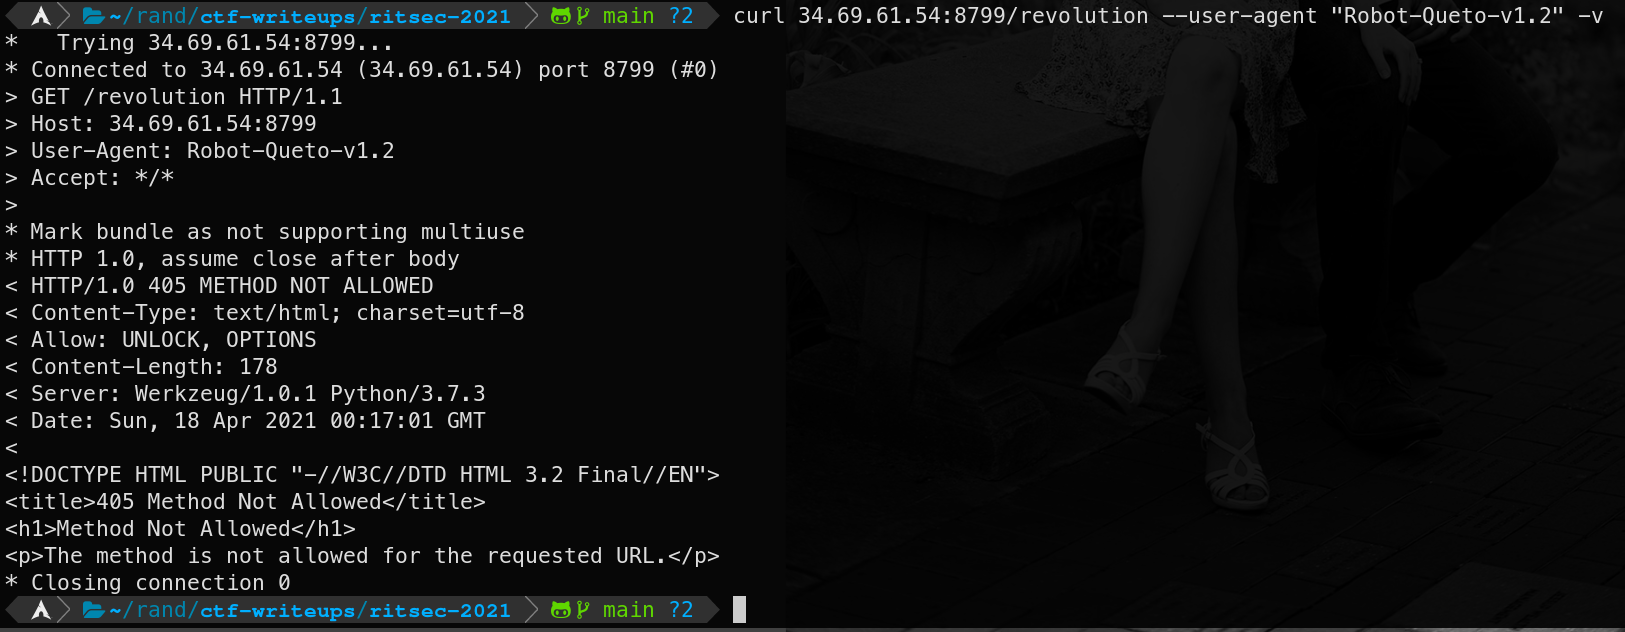 ~/rand/ctf-writeups/ritsec-2021 main ?2 curl 34.69.61.54:8799/revolution --user-agent "Robot-Queto-v1.2" -v
*   Trying 34.69.61.54:8799...
* Connected to 34.69.61.54 (34.69.61.54) port 8799 (#0)
> GET /revolution HTTP/1.1
> Host: 34.69.61.54:8799
> User-Agent: Robot-Queto-v1.2
> Accept: */*
>
* Mark bundle as not supporting multiuse
* HTTP 1.0, assume close after body
< HTTP/1.0 405 METHOD NOT ALLOWED
< Content-Type: text/html; charset=utf-8
< Allow: UNLOCK, OPTIONS
< Content-Length: 178
< Server: Werkzeug/1.0.1 Python/3.7.3
< Date: Sun, 18 Apr 2021 00:17:01 GMT
<
<!DOCTYPE HTML PUBLIC "-//W3C//DTD HTML 3.2 Final//EN">
<title>405 Method Not Allowed</title>
<h1>Method Not Allowed</h1>
<p>The method is not allowed for the requested URL.</p>
* Closing connection 0
~/rand/ctf-writeups/ritsec-2021 main ?2